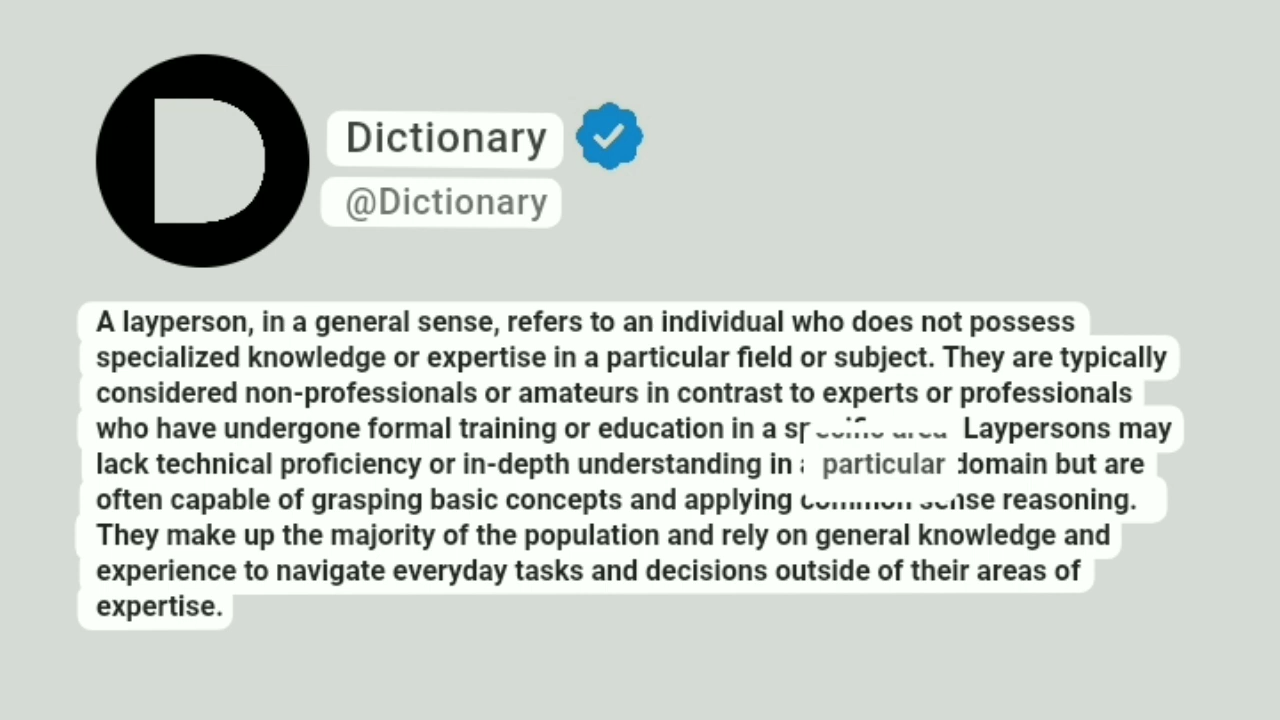 Dictionary
@Dictionary
A layperson, in a general sense, refers to an individual who does not possess
specialized knowledge or expertise in a particular field or subject. They are typically
considered non-professionals or amateurs in contrast to experts or professionals
who have undergone formal training or education in a Laypersons may
lack technical proficiency or in-depth understanding in particular domain but are
often capable of grasping basic concepts and applying common sense reasoning.
They make up the majority of the population and rely on general knowledge and
experience to navigate everyday tasks and decisions outside of their areas of
expertise.